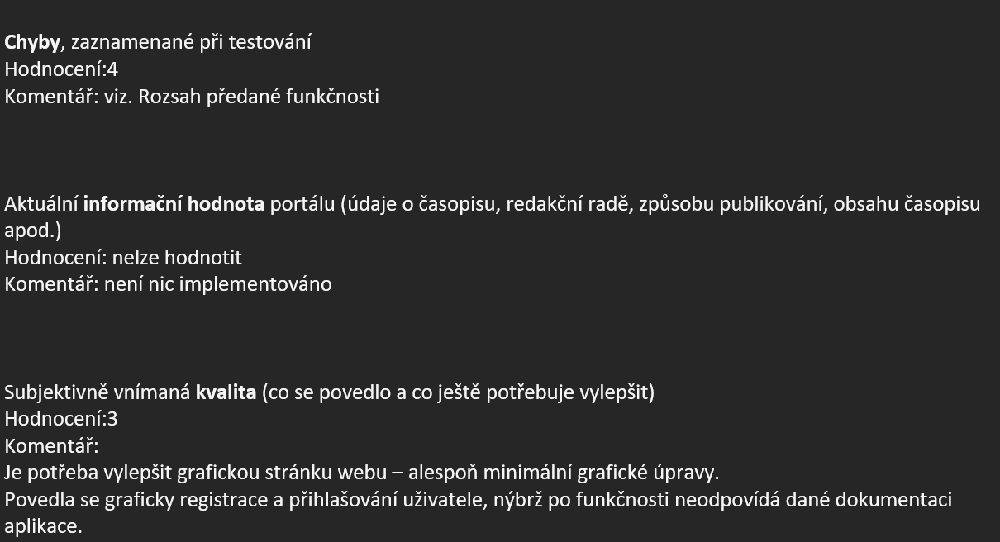 Chyby, zaznamenané při testování
Hodnocení:4
Komentář: viz. Rozsah předané funkčnosti
Aktuální informační hodnota portálu (údaje o časopisu, redakční radě, způsobu publikování, obsahu časopisu
apod.)
Hodnocení: nelze hodnotit
Komentář: není nic implementováno
Subjektivně vnímaná kvalita (co se povedlo a co ještě potřebuje vylepšit)
Hodnocení:3
Komentář:
Je potřeba vylepšit grafickou stránku webu – alespoň minimální grafické úpravy.
Povedla se graficky registrace a přihlašování uživatele, nýbrž po funkčnosti neodpovídá dané dokumentaci
aplikace.